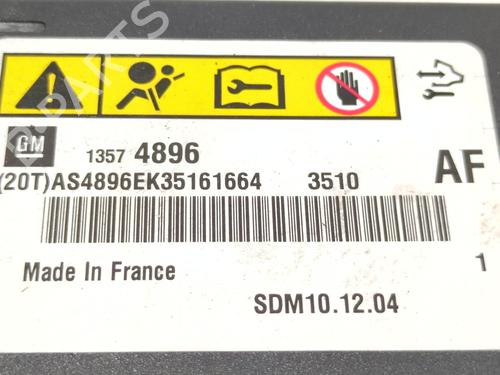 GM
1357 4896
(20T)AS4896EK35161664 3510
AF
Made In France
1
SDM10.12.04